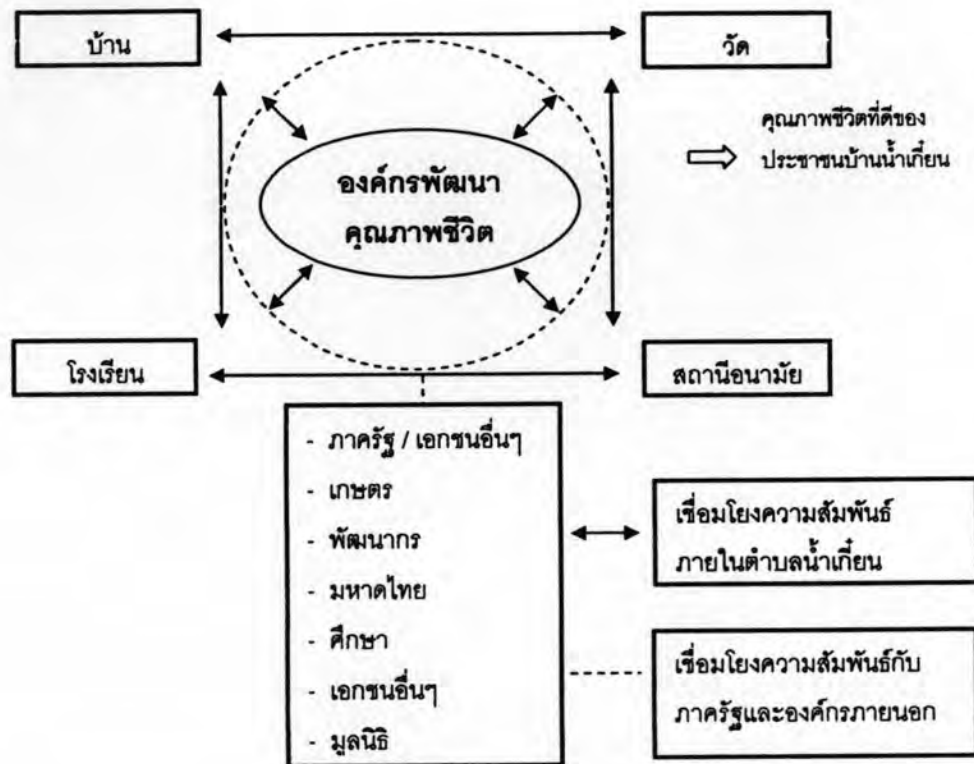 บ้าน
วัด
คุณภาพชีวิตที่ดีของ
ประชาชนบ้านน้ำเกี๋ยน
องค์กรพัฒนา
คุณภาพชีวิต
โรงเรียน
สถานีอนามัย
- ภาครัฐ / เอกชนอื่นๆ
- เกษตร
- พัฒนากร
- มหาดไทย
- ศึกษา
- เอกชนอื่นๆ
- มูลนิธิ
เชื่อมโยงความสัมพันธ์
ภายในตำบลน้ำเกี๋ยน
เชื่อมโยงความสัมพันธ์กับ
ภาครัฐและองค์กรภายนอก